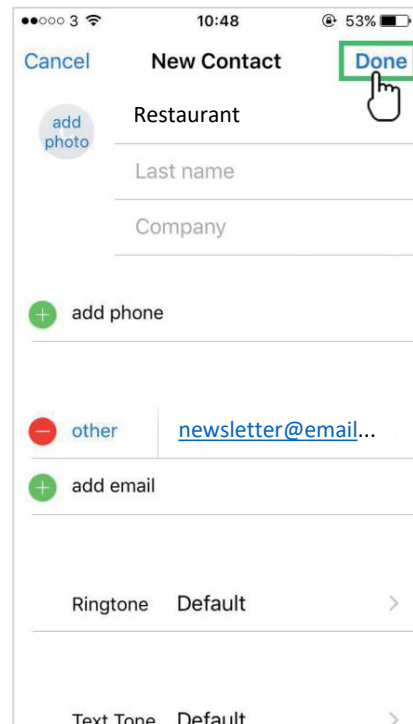 3 10:48 53%
Cancel New Contact Done
add photo
Restaurant
Last name
Company
add phone
other newsletter@email...
add email
Ringtone Default
Text Tone Default